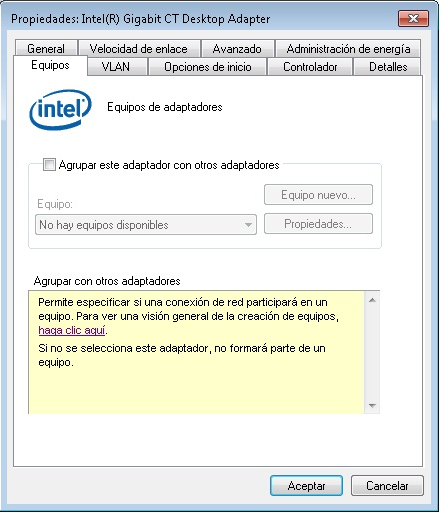 Propiedades: Intel(R) Gigabit CT Desktop Adapter
General Velocidad de enlace Avanzado Administración de energía
Equipos VLAN Opciones de inicio Controlador Detalles
intel Equipos de adaptadores
Agrupar este adaptador con otros adaptadores
Equipo nuevo...
Equipo:
No hay equipos disponibles Propiedades...
Agrupar con otros adaptadores
Permite especificar si una conexión de red participará en un
equipo. Para ver una visión general de la creación de equipos,
haga clic aquí.
Si no se selecciona este adaptador, no formará parte de un
equipo.
Aceptar Cancelar